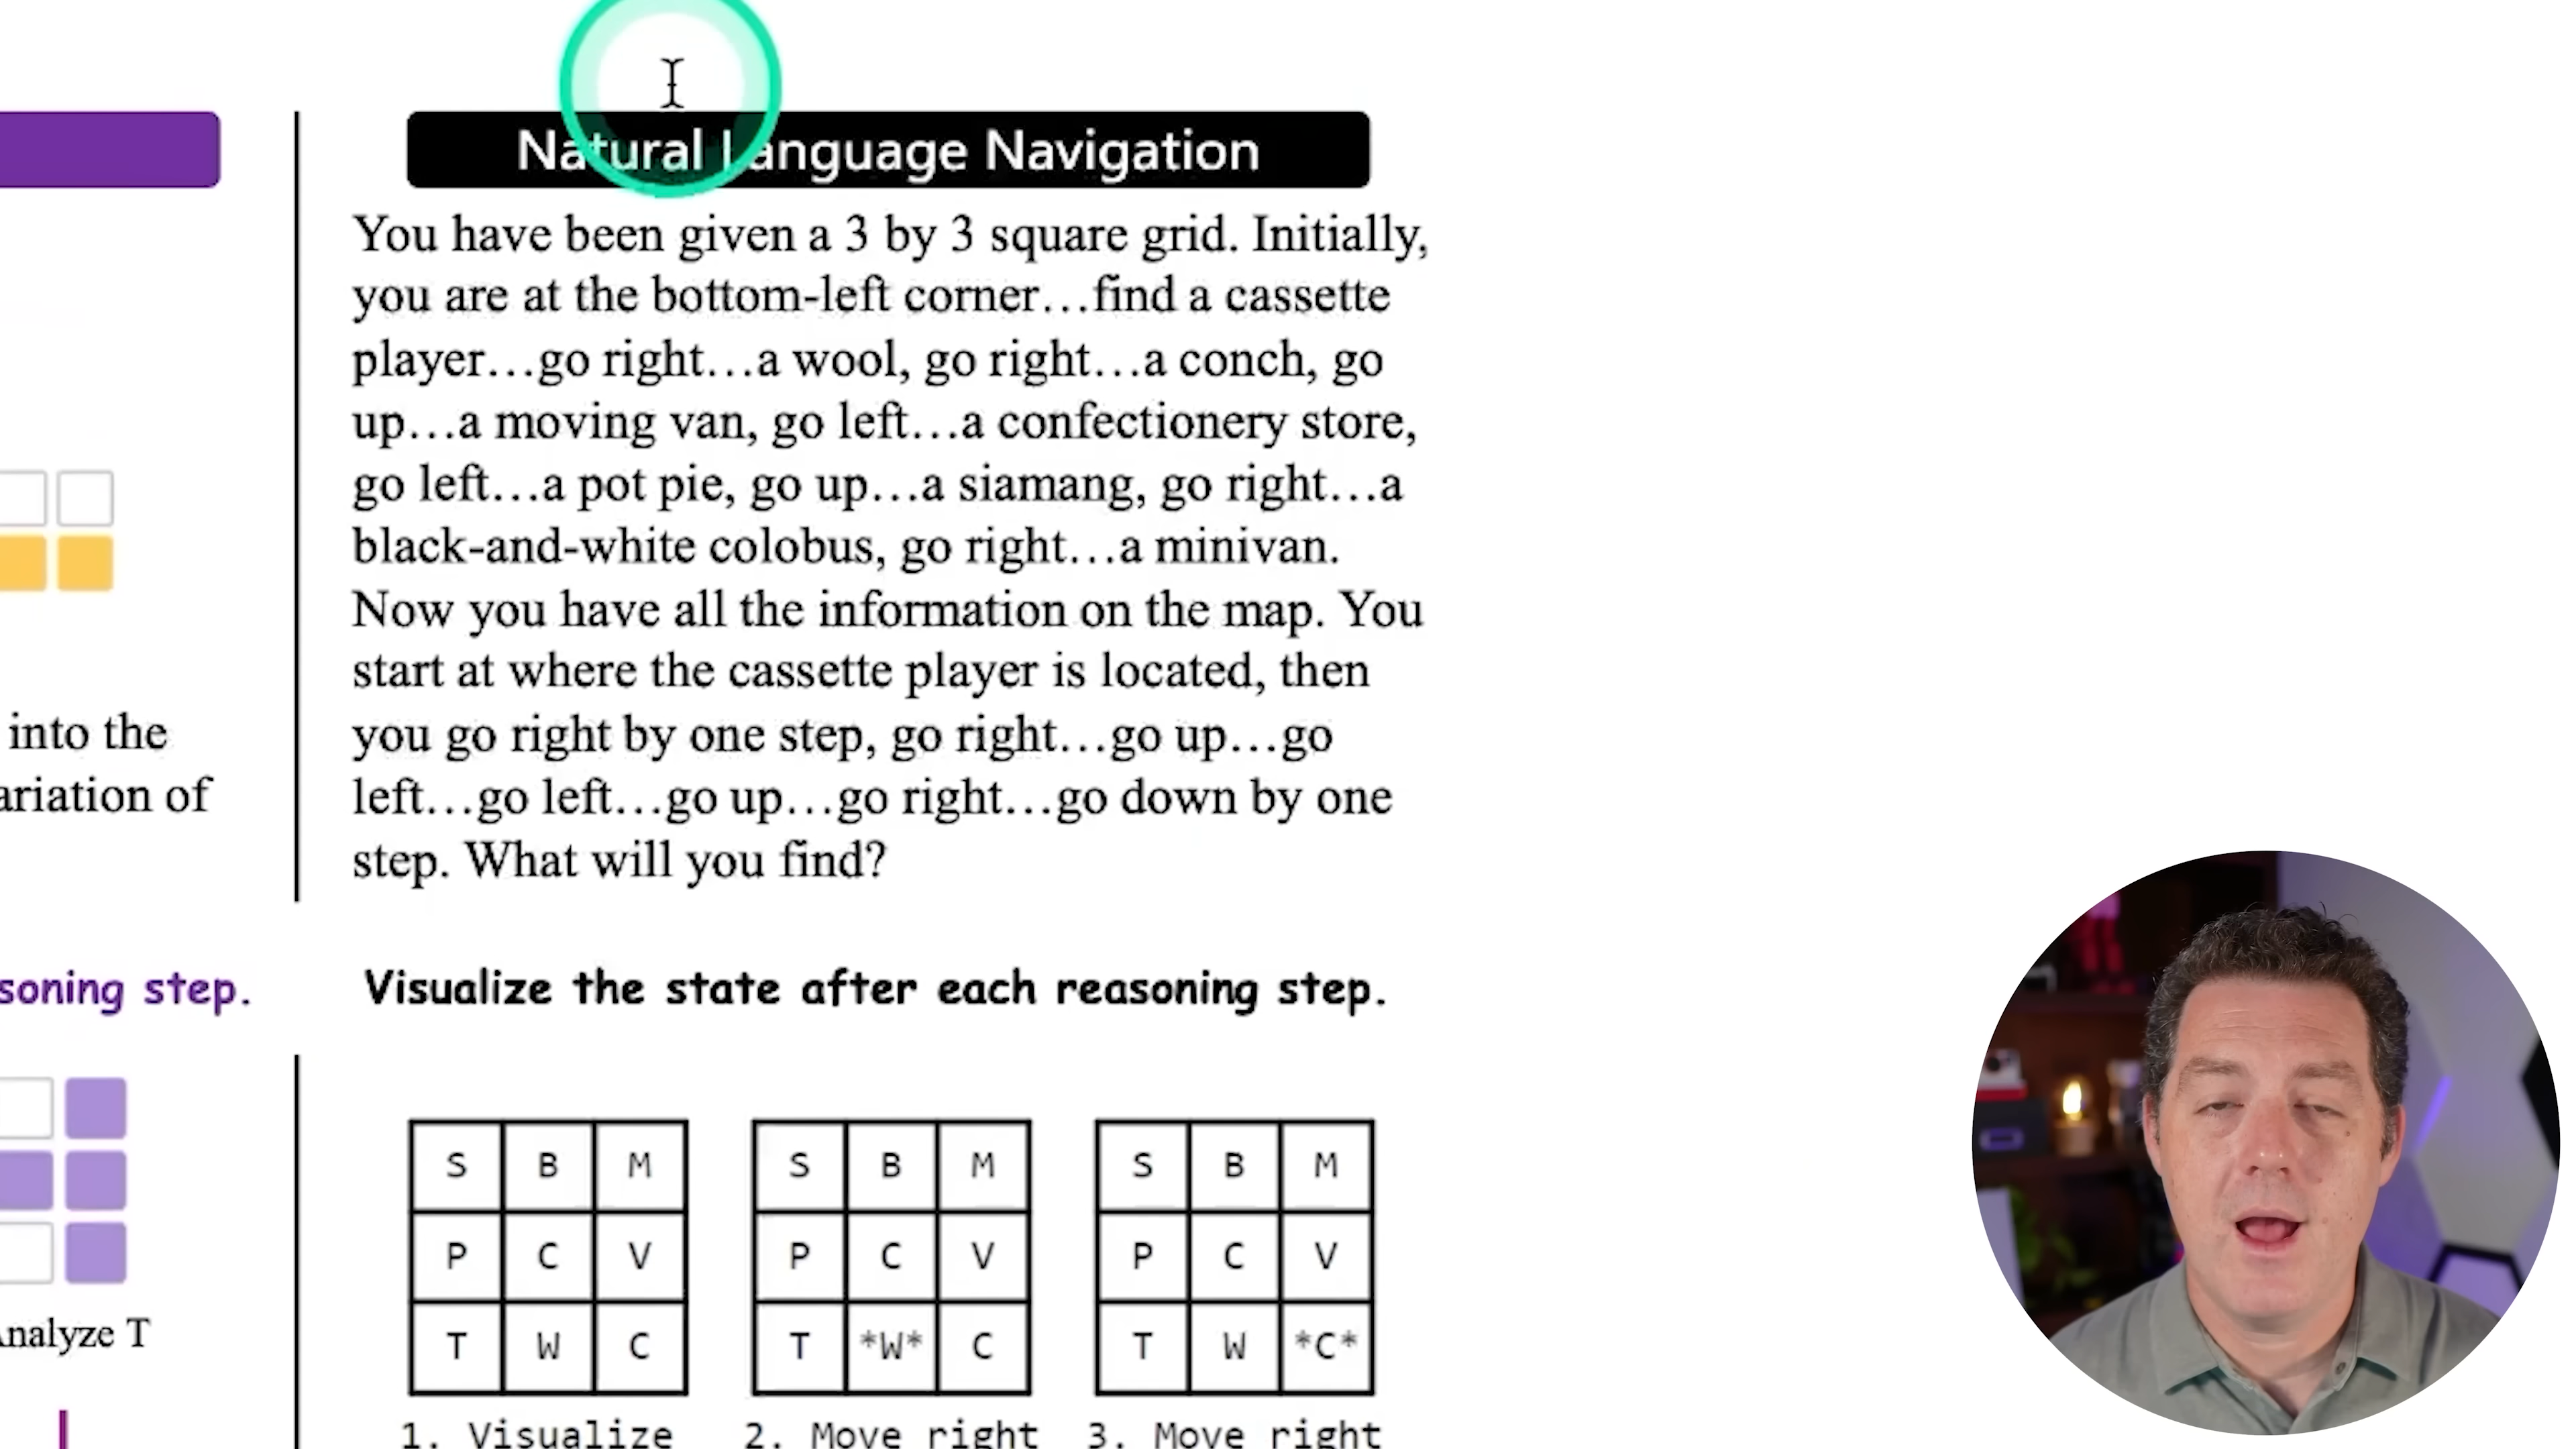 Natural Language Navigation
You have been given a 3 by 3 square grid. Initially,
you are at the bottom-left corner…find a cassette
player…go right…a wool, go right…a conch, go
up…a moving van, go left…a confectionery store,
go left…a pot pie, go up…a siamang, go right…a
black-and-white colobus, go right…a minivan.
Now you have all the information on the map. You
start at where the cassette player is located, then
you go right by one step, go right…go up…go
left…go left…go up…go right…go down by one
step. What will you find?
into the
ariation of
soning step.
Visualize the state after each reasoning step.
S B M
P C V
T W C
1. Visualize
S B M
P C V
T *W* C
2. Move right
S B M
P C V
T W *C*
3. Move right
Analyze T